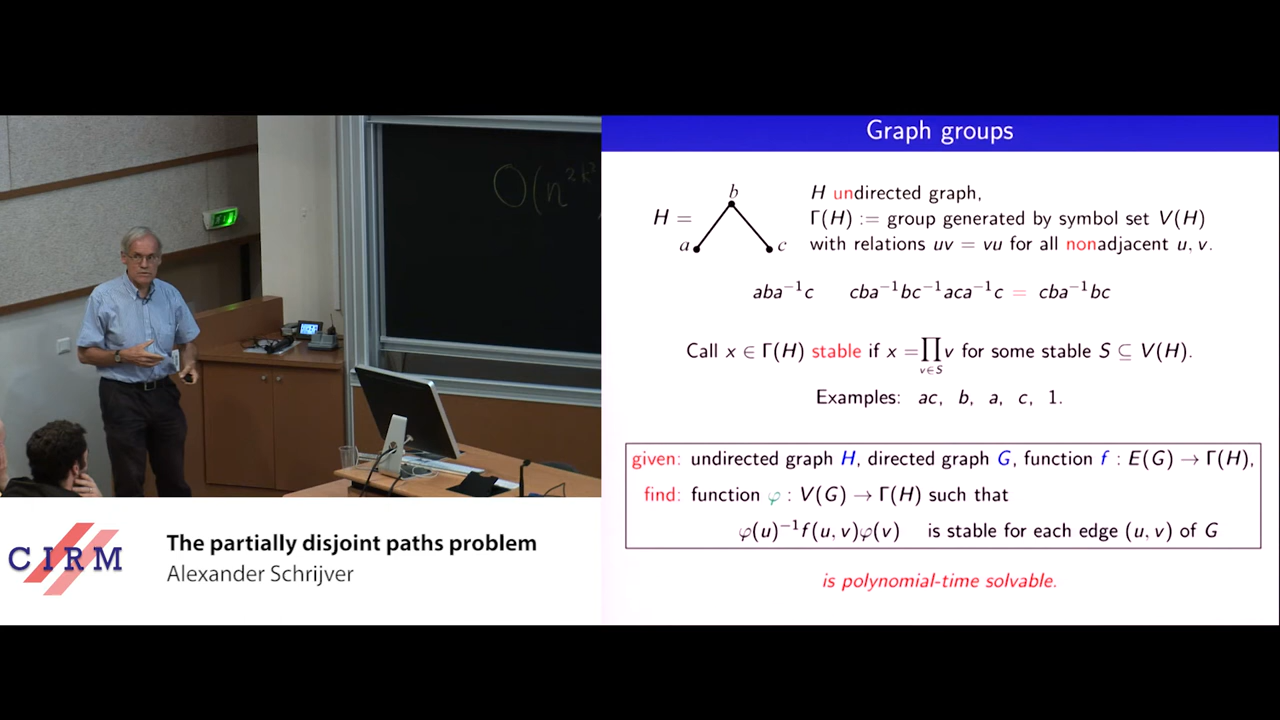 Graph groups
H =
b
a
c
H undirected graph,
Γ(H) := group generated by symbol set V(H)
with relations uv = vu for all nonadjacent u, v.
aba⁻¹c cba⁻¹bc⁻¹aca⁻¹c = cba⁻¹bc
Call x ∈ Γ(H) stable if x = ∏ v for some stable S ⊆ V(H).
v∈S
Examples: ac, b, a, c, 1.
given: undirected graph H, directed graph G, function f : E(G) → Γ(H),
find: function φ : V(G) → Γ(H) such that
φ(u)⁻¹f(u, v)φ(v) is stable for each edge (u, v) of G
is polynomial-time solvable.
CIRM
The partially disjoint paths problem
Alexander Schrijver